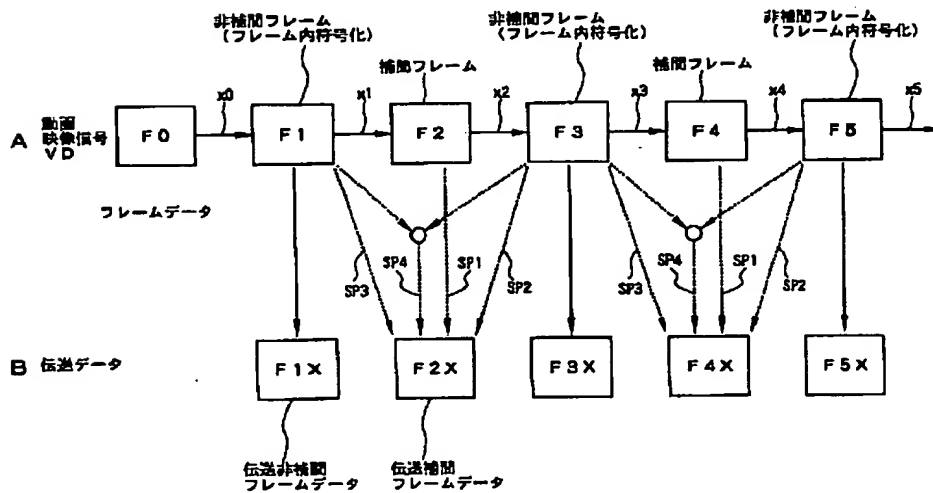 非補間フレーム
(フレーム内符号化)
非補間フレーム
(フレーム内符号化)
非補間フレーム
(フレーム内符号化)
補間フレーム
補間フレーム
x0
x1
x2
x3
x4
x5
A 動画
映像信号
VD
F0
F1
F2
F3
F4
F5
フレームデータ
SP3
SP4
SP1
SP2
SP3
SP4
SP1
SP2
B 伝送データ
F1X
F2X
F3X
F4X
F5X
伝送非補間
フレームデータ
伝送補間
フレームデータ